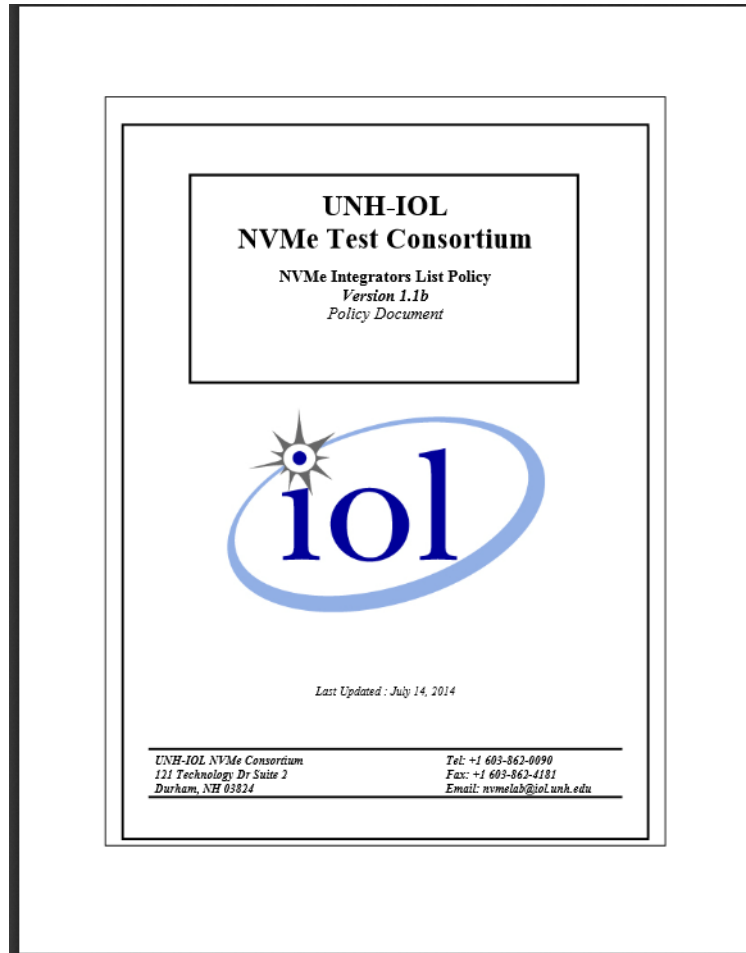 UNH-IOL
NVMe Test Consortium
NVMe Integrators List Policy
Version 1.1b
Policy Document
iol
Last Updated : July 14, 2014
UNH-IOL NVMe Consortium
121 Technology Dr Suite 2
Durham, NH 03824
Tel: +1 603-862-0090
Fax: +1 603-862-4181
Email: nvmelab@iol.unh.edu